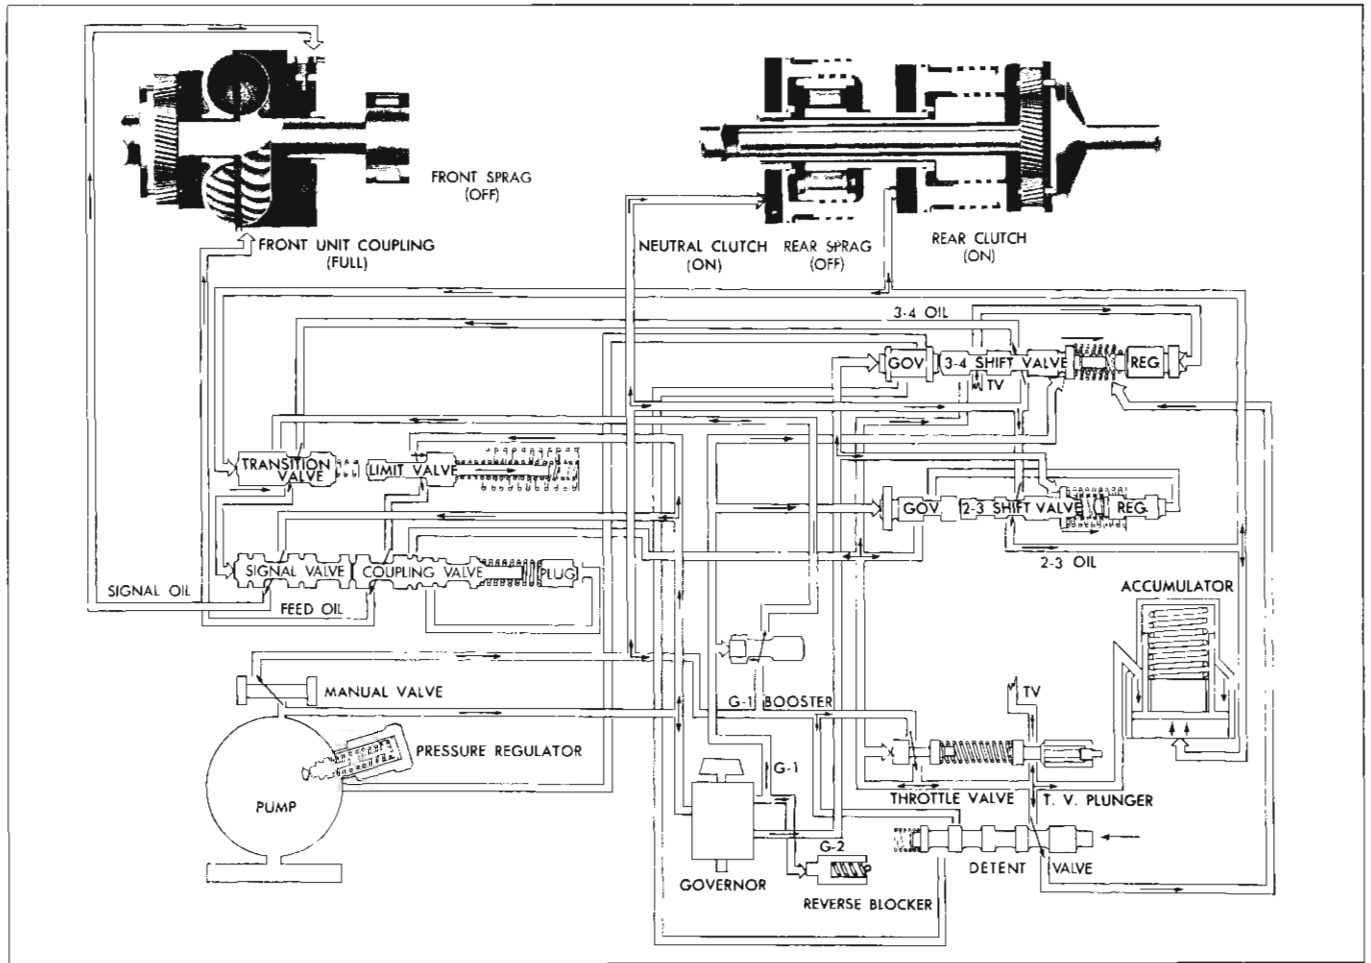 FRONT SPRAG
(OFF)
FRONT UNIT COUPLING
(FULL)
NEUTRAL CLUTCH
(ON)
REAR SPRAG
(OFF)
REAR CLUTCH
(ON)
3-4 OIL
GOV
3-4 SHIFT VALVE
REG.
TV
TRANSITION
VALVE
LIMIT VALVE
GOV.
2-3 SHIFT VALVE
REG.
2-3 OIL
SIGNAL VALVE
COUPLING VALVE
PLUG
SIGNAL OIL
FEED OIL
ACCUMULATOR
MANUAL VALVE
G-1 BOOSTER
TV
PRESSURE REGULATOR
PUMP
G-1
THROTTLE VALVE
T. V. PLUNGER
G-2
GOVERNOR
DETENT VALVE
REVERSE BLOCKER